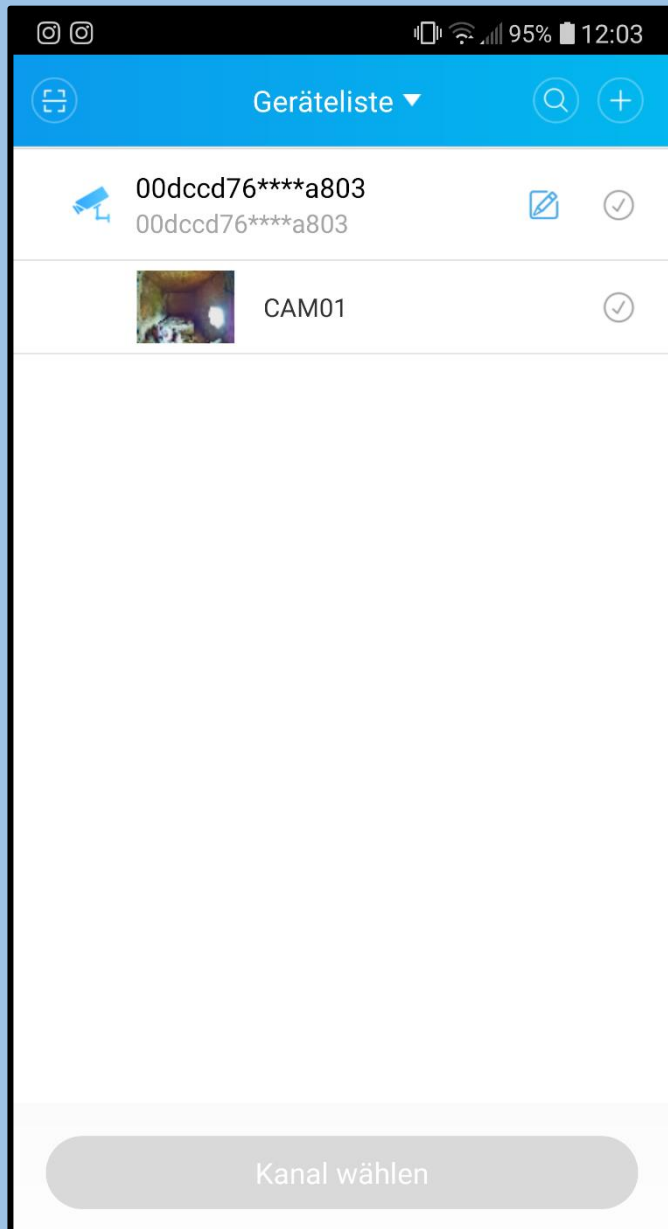 95% 12:03
Geräteliste
00dccd76****a803
00dccd76****a803
CAM01
Kanal wählen